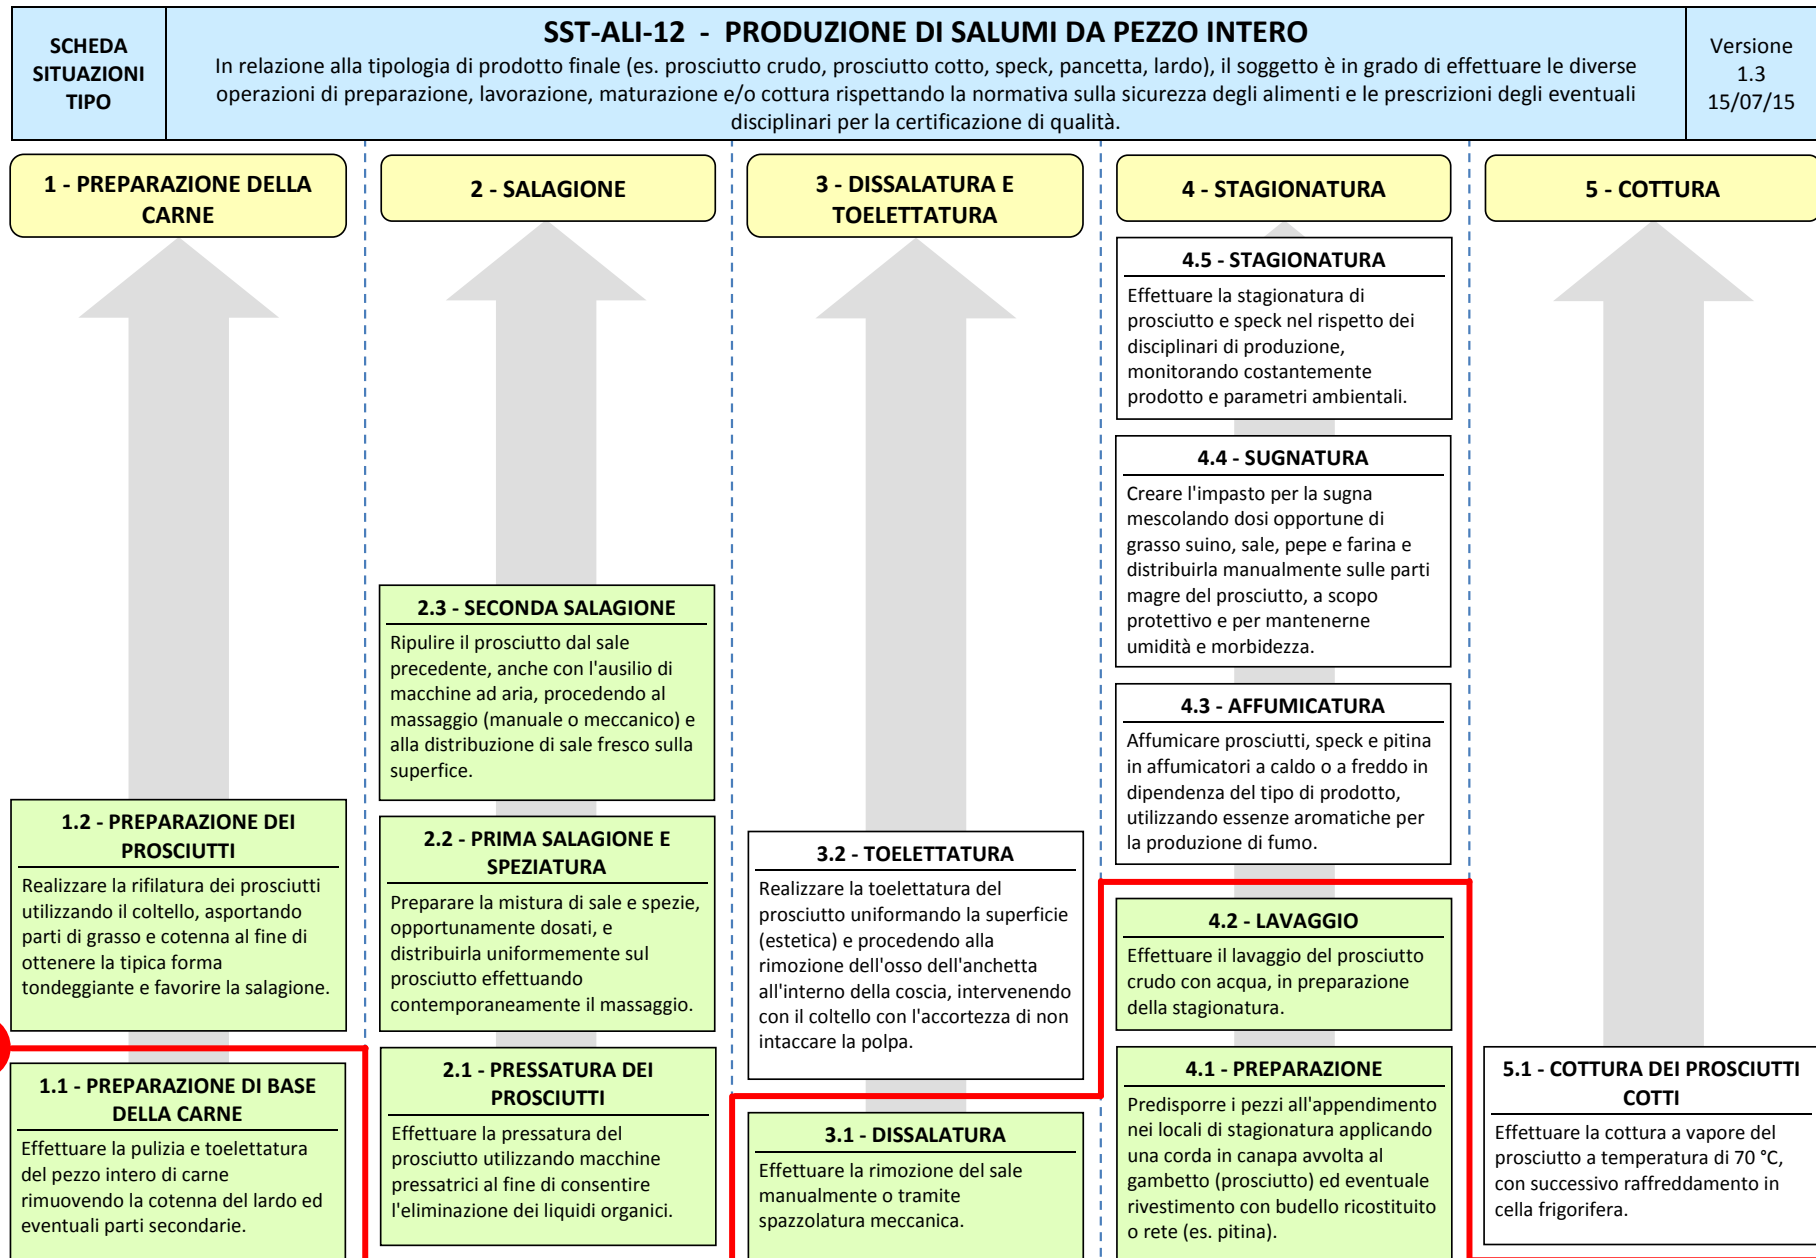 SCHEDA
SITUAZIONI
TIPO
SST-ALI-12 - PRODUZIONE DI SALUMI DA PEZZO INTERO
In relazione alla tipologia di prodotto finale (es. prosciutto crudo, prosciutto cotto, speck, pancetta, lardo), il soggetto è in grado di effettuare le diverse
operazioni di preparazione, lavorazione, maturazione e/o cottura rispettando la normativa sulla sicurezza degli alimenti e le prescrizioni degli eventuali
disciplinari per la certificazione di qualità.
Versione
1.3
15/07/15
1 - PREPARAZIONE DELLA
CARNE
1.2 - PREPARAZIONE DEI
PROSCIUTTI
Realizzare la rifilatura dei prosciutti
utilizzando il coltello, asportando
parti di grasso e cotenna al fine di
ottenere la tipica forma
tondeggiante e favorire la salagione.
1.1 - PREPARAZIONE DI BASE
DELLA CARNE
Effettuare la pulizia e toelettatura
del pezzo intero di carne
rimuovendo la cotenna del lardo ed
eventuali parti secondarie.
2 - SALAGIONE
2.3 - SECONDA SALAGIONE
Ripulire il prosciutto dal sale
precedente, anche con l'ausilio di
macchine ad aria, procedendo al
massaggio (manuale o meccanico) e
alla distribuzione di sale fresco sulla
superfice.
2.2 - PRIMA SALAGIONE E
SPEZIATURA
Preparare la mistura di sale e spezie,
opportunamente dosati, e
distribuirla uniformemente sul
prosciutto effettuando
contemporaneamente il massaggio.
2.1 - PRESSATURA DEI
PROSCIUTTI
Effettuare la pressatura del
prosciutto utilizzando macchine
pressatrici al fine di consentire
l'eliminazione dei liquidi organici.
3 - DISSALATURA E
TOELETTATURA
3.2 - TOELETTATURA
Realizzare la toelettatura del
prosciutto uniformando la superficie
(estetica) e procedendo alla
rimozione dell'osso dell'anchetta
all'interno della coscia, intervenendo
con il coltello con l'accortezza di non
intaccare la polpa.
3.1 - DISSALATURA
Effettuare la rimozione del sale
manualmente o tramite
spazzolatura meccanica.
4 - STAGIONATURA
4.5 - STAGIONATURA
Effettuare la stagionatura di
prosciutto e speck nel rispetto dei
disciplinari di produzione,
monitorando costantemente
prodotto e parametri ambientali.
4.4 - SUGNATURA
Creare l'impasto per la sugna
mescolando dosi opportune di
grasso suino, sale, pepe e farina e
distribuirla manualmente sulle parti
magre del prosciutto, a scopo
protettivo e per mantenerne
umidità e morbidezza.
4.3 - AFFUMICATURA
Affumicare prosciutti, speck e pitina
in affumicatori a caldo o a freddo in
dipendenza del tipo di prodotto,
utilizzando essenze aromatiche per
la produzione di fumo.
4.2 - LAVAGGIO
Effettuare il lavaggio del prosciutto
crudo con acqua, in preparazione
della stagionatura.
4.1 - PREPARAZIONE
Predisporre i pezzi all'appendimento
nei locali di stagionatura applicando
una corda in canapa avvolta al
gambetto (prosciutto) ed eventuale
rivestimento con budello ricostituito
o rete (es. pitina).
5 - COTTURA
5.1 - COTTURA DEI PROSCIUTTI
COTTI
Effettuare la cottura a vapore del
prosciutto a temperatura di 70 °C,
con successivo raffreddamento in
cella frigorifera.